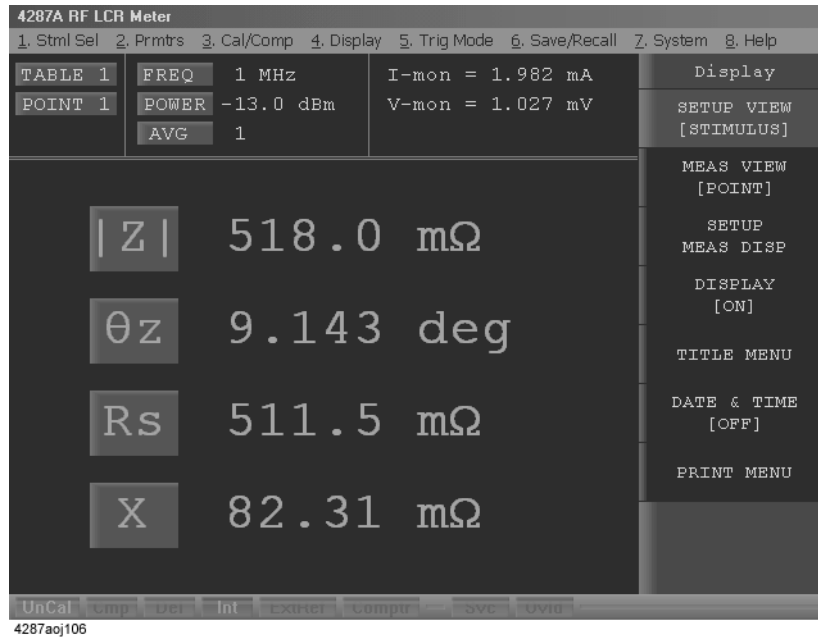 4287A RF LCR Meter
1. Stml Sel 2. Prmtrs 3. Cal/Comp 4. Display 5. Trig Mode 6. Save/Recall 7. System 8. Help
TABLE 1 FREQ 1 MHz I-mon = 1.982 mA
POINT 1 POWER -13.0 dBm V-mon = 1.027 mV
AVG 1
Display
SETUP VIEW
[STIMULUS]
MEAS VIEW
[POINT]
SETUP
MEAS DISP
DISPLAY
[ON]
TITLE MENU
DATE & TIME
[OFF]
PRINT MENU
|Z| 518.0 mΩ
θz 9.143 deg
Rs 511.5 mΩ
X 82.31 mΩ
UnCal Cmp Del Int ExtRef Comptr Svc Ovld
4287aoj106